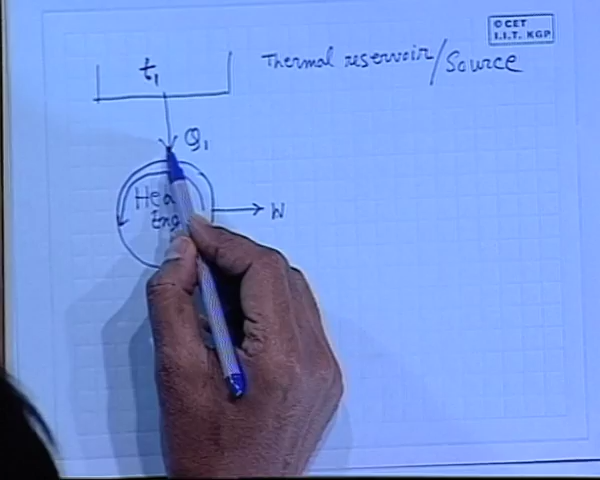 © CET
I.I.T. KGP
Thermal reservoir/Source
t₁
Q₁
W